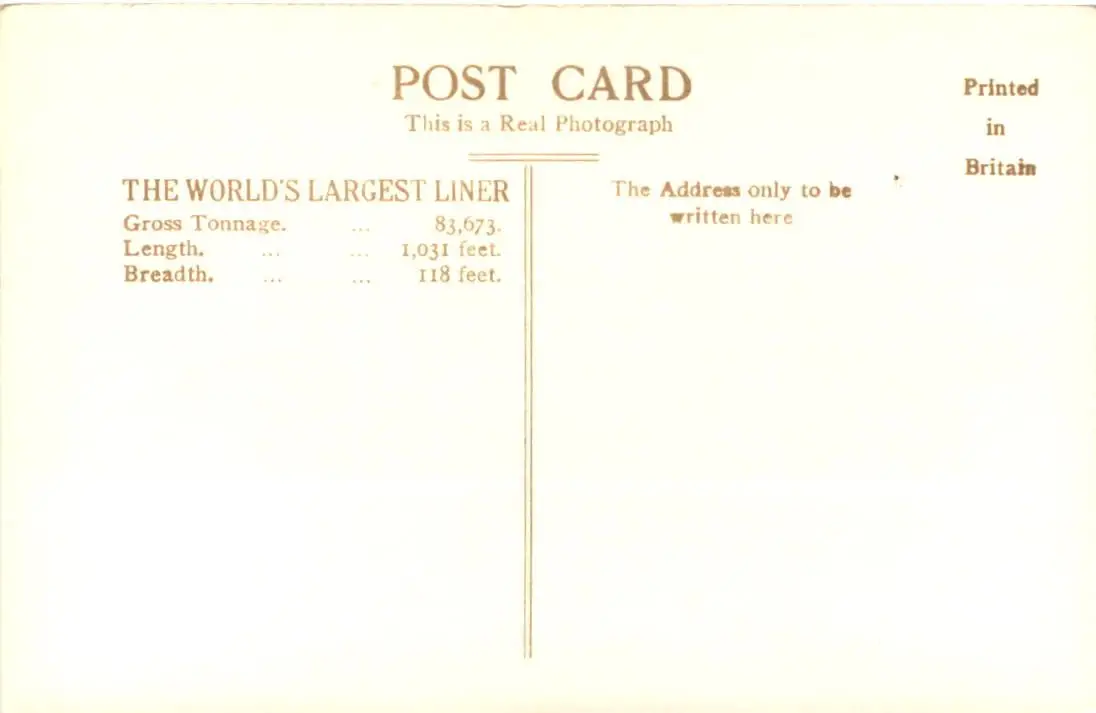 POST CARD
This is a Real Photograph
Printed
in
Britain
THE WORLD'S LARGEST LINER
Gross Tonnage. ... 83,673.
Length. ... ... 1,031 feet.
Breadth. ... ... 118 feet.
The Address only to be
written here